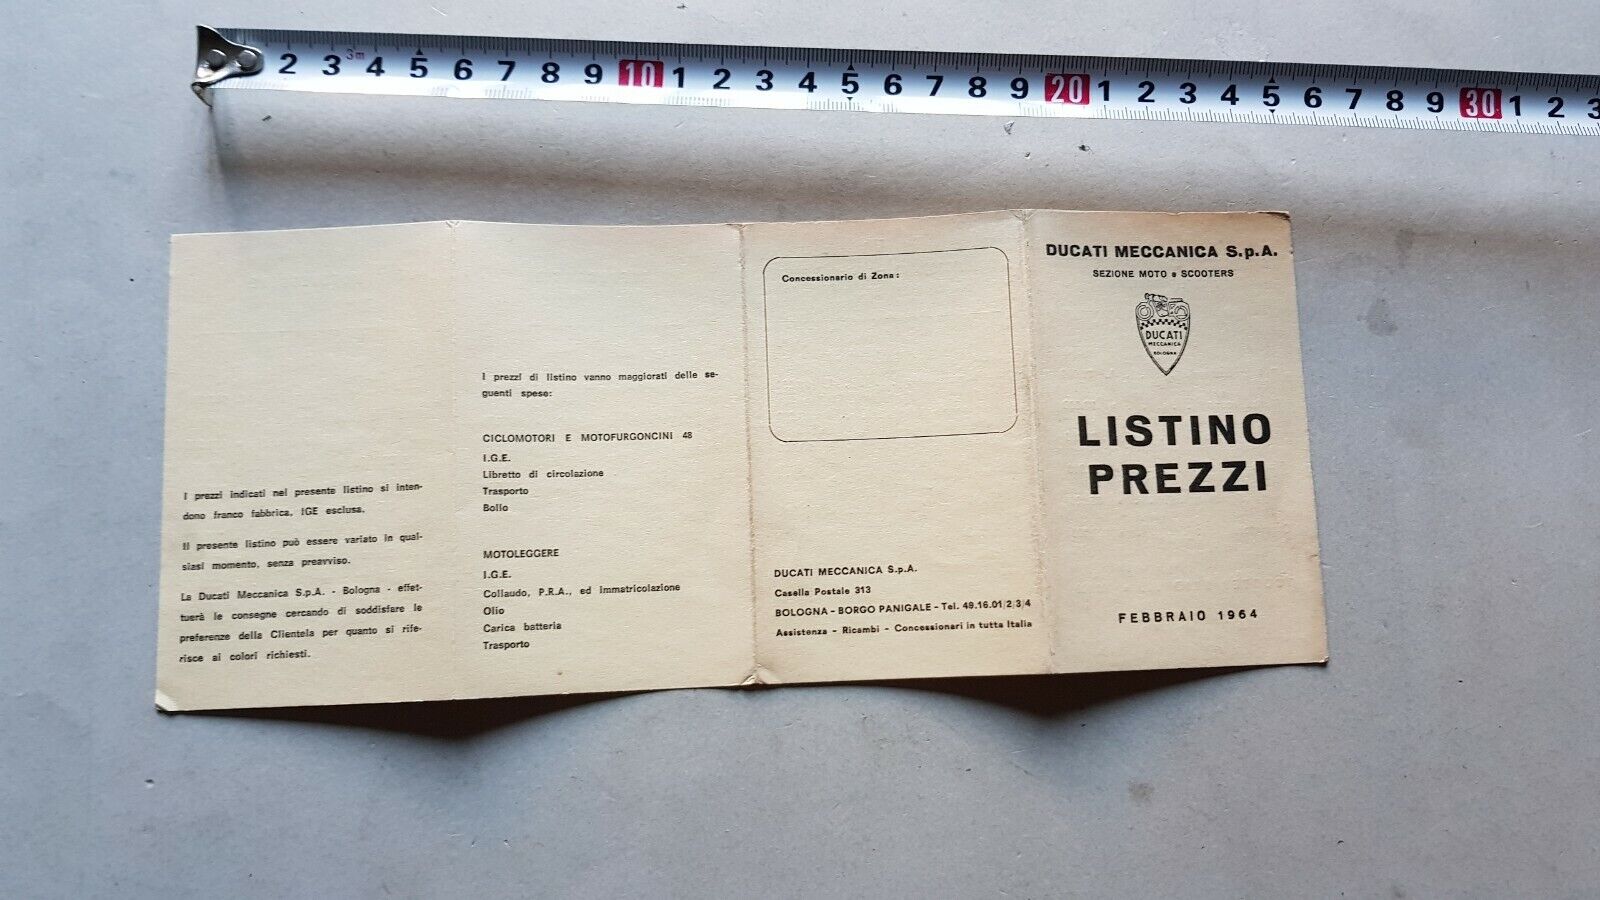 2 3 3m 4 5 6 7 8 9 10 1 2 3 4 5 6 7 8 9 20 1 2 3 4 5 6 7 8 9 30 1 2 3
I prezzi indicati nel presente listino si inten-
dono franco fabbrica, IGE esclusa.
Il presente listino può essere variato in qual-
siasi momento, senza preavviso.
La Ducati Meccanica S.p.A. - Bologna - effet-
tuerà le consegne cercando di soddisfare le
preferenze della Clientela per quanto si rife-
risce ai colori richiesti.
I prezzi di listino vanno maggiorati delle se-
guenti spese:
CICLOMOTORI E MOTOFURGONCINI 48
I.G.E.
Libretto di circolazione
Trasporto
Bollo
MOTOLEGGERE
I.G.E.
Collaudo, P.R.A., ed immatricolazione
Olio
Carica batteria
Trasporto
Concessionario di Zona:
DUCATI MECCANICA S.p.A.
Casella Postale 313
BOLOGNA - BORGO PANIGALE - Tel. 49.16.01/2/3/4
Assistenza - Ricambi - Concessionari in tutta Italia
DUCATI MECCANICA S.p.A.
SEZIONE MOTO e SCOOTERS
DUCATI
MECCANICA
BOLOGNA
LISTINO
PREZZI
FEBBRAIO 1964